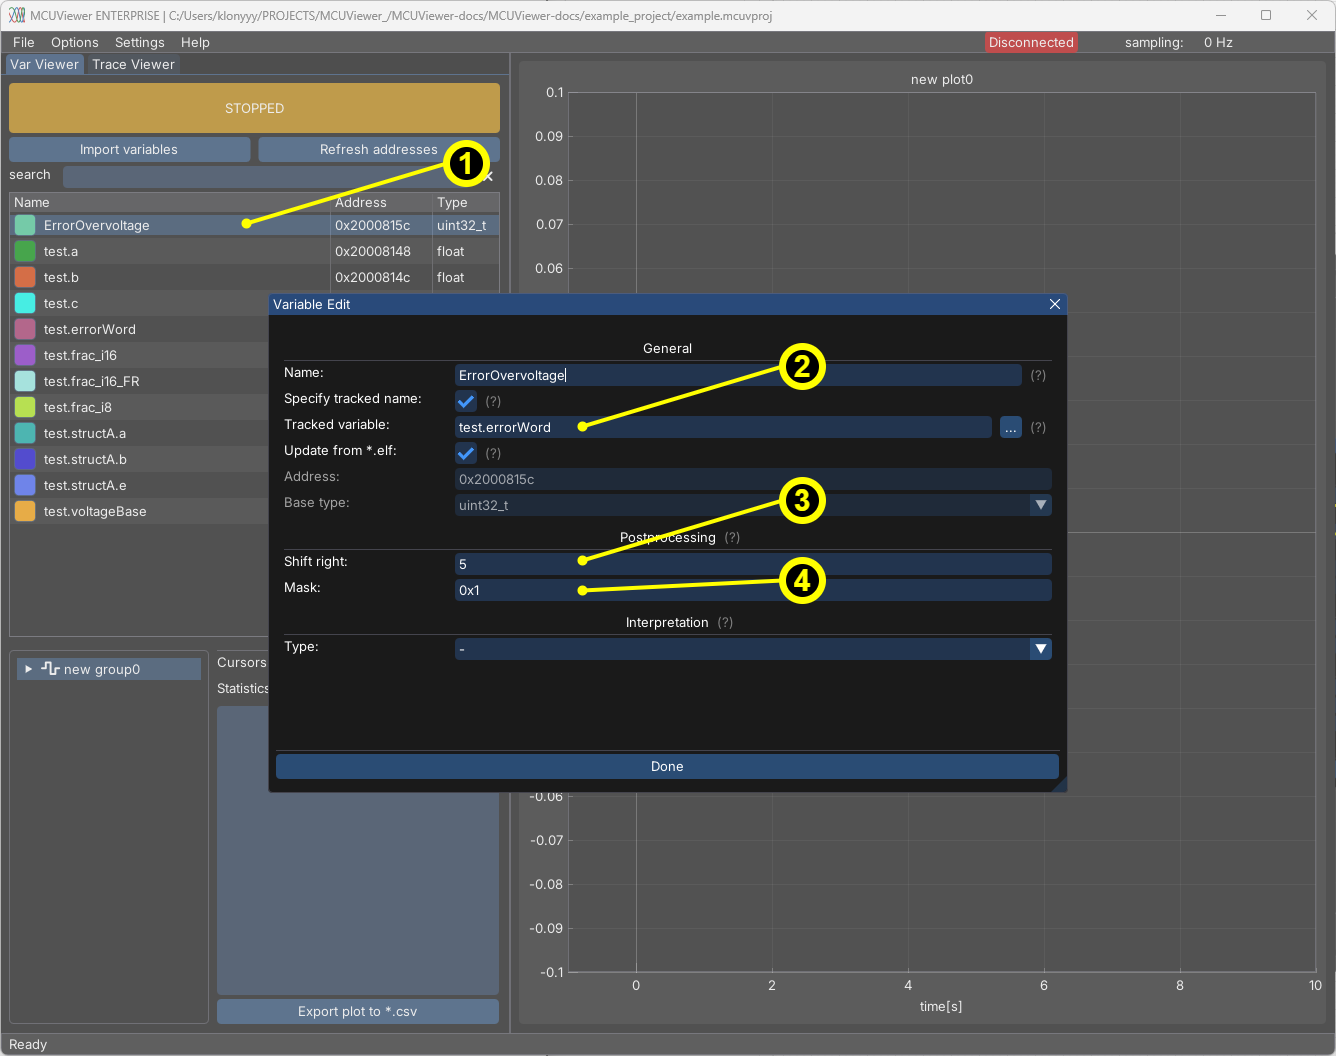 MCUViewer ENTERPRISE | C:/Users/klonyyy/PROJECTS/MCUViewer_/MCUViewer-docs/MCUViewer-docs/example_project/example.mcuvproj
File Options Settings Help Disconnected sampling: 0 Hz
Var Viewer Trace Viewer
STOPPED
Import variables Refresh addresses
search
1
Name Address Type
ErrorOvervoltage 0x2000815c uint32_t
test.a 0x20008148 float
test.b 0x2000814c float
test.c
test.errorWord
test.frac_i16
test.frac_i16_FR
test.frac_i8
test.structA.a
test.structA.b
test.structA.e
test.voltageBase
new group0
Cursors
Statistics
Export plot to *.csv
Variable Edit
General
Name: ErrorOvervoltage (?)
2
Specify tracked name: (?)
Tracked variable: test.errorWord ... (?)
Update from *.elf: (?)
Address: 0x2000815c
Base type: uint32_t
3
Postprocessing (?)
Shift right: 5
4
Mask: 0x1
Interpretation (?)
Type: -
Done
new plot0
0.1
0.09
0.08
0.07
0.06
-0.06
-0.07
-0.08
-0.09
-0.1
0 2 4 6 8 10
time[s]
Ready